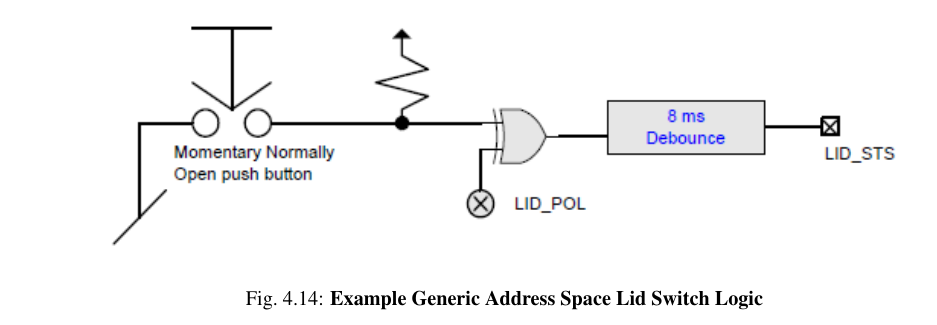 8 ms
Debounce
LID_STS
Momentary Normally
Open push button
LID_POL
Fig. 4.14: Example Generic Address Space Lid Switch Logic